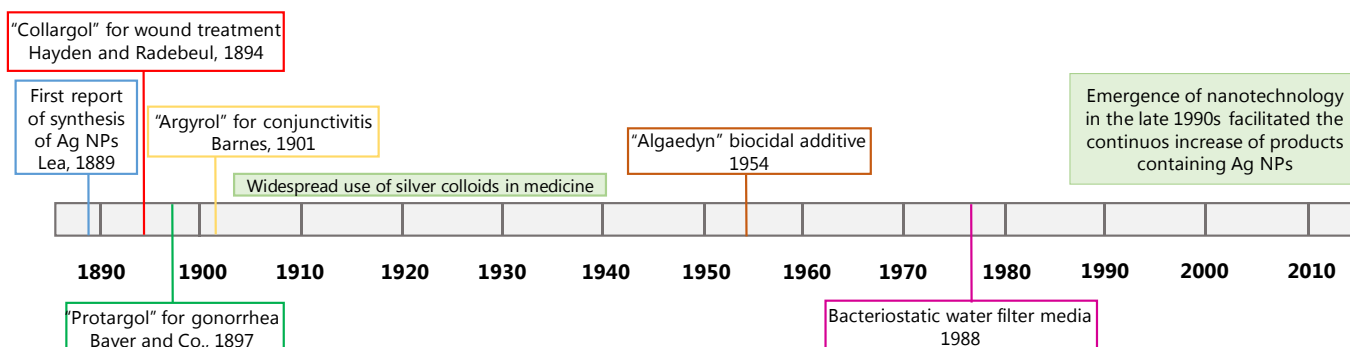 “Collargol” for wound treatment
Hayden and Radebeul, 1894
First report
of synthesis
of Ag NPs
Lea, 1889
“Argyrol” for conjunctivitis
Barnes, 1901
Widespread use of silver colloids in medicine
“Algaedyn” biocidal additive
1954
Emergence of nanotechnology
in the late 1990s facilitated the
continuos increase of products
containing Ag NPs
1890 1900 1910 1920 1930 1940 1950 1960 1970 1980 1990 2000 2010
“Protargol” for gonorrhea
Bayer and Co., 1897
Bacteriostatic water filter media
1988